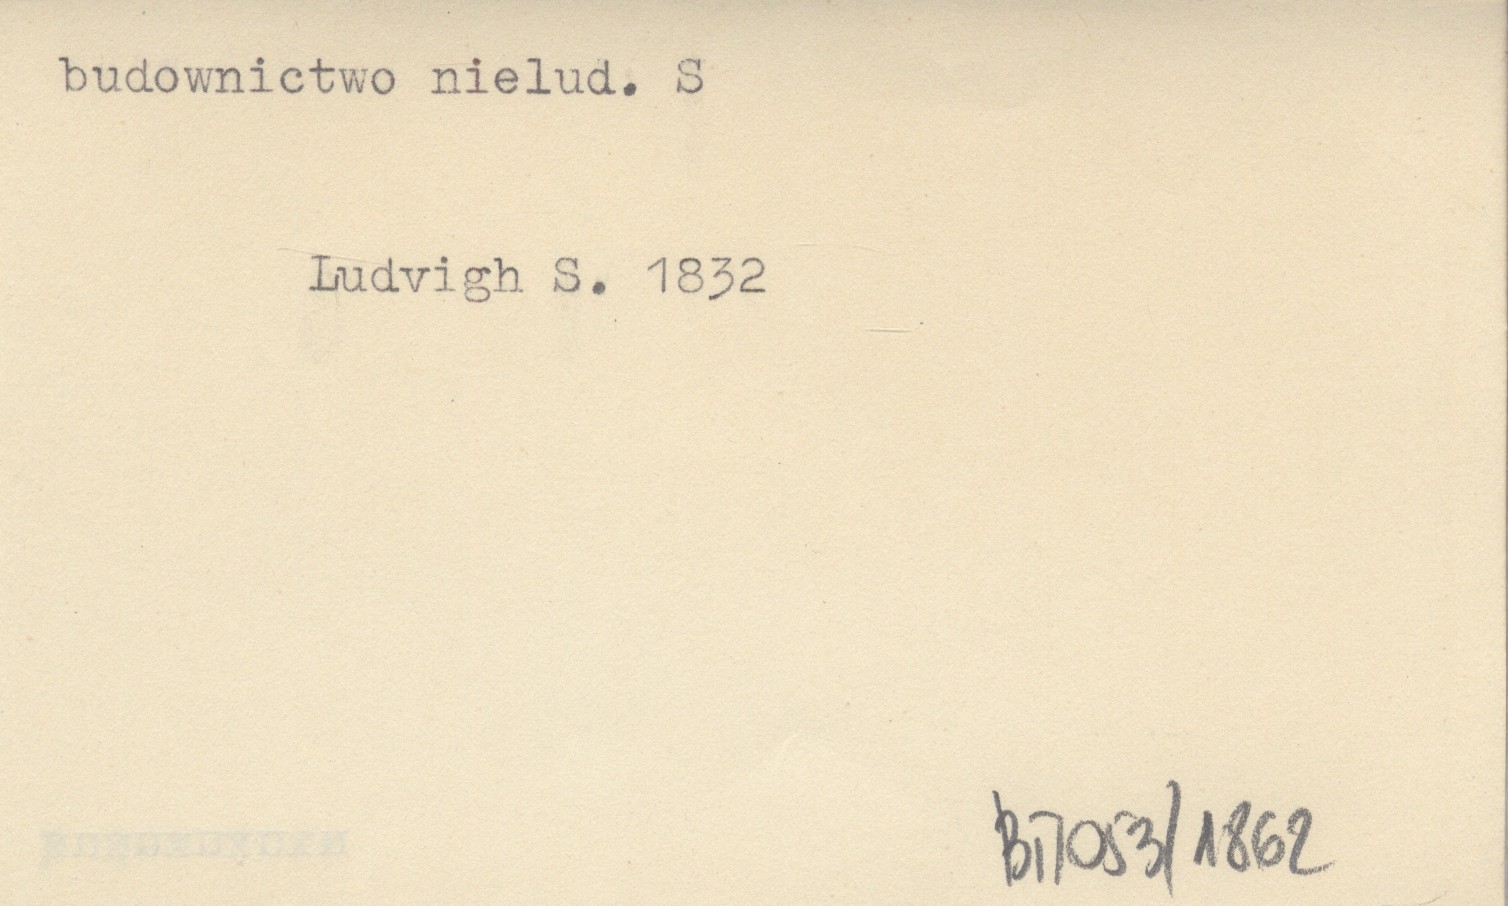 budownictwo nielud. S
Ludvigh S. 1832
B17053/1862